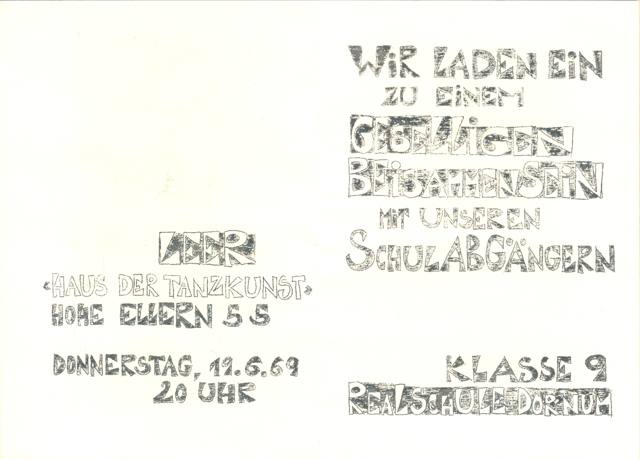 WIR LADEN EIN
ZU EINEM
GESELLIGEN
BEISAMMENSEIN
MIT UNSEREN
SCHULABGÄNGERN
KLASSE 9
REALSCHULE DORNUM
LEER
«HAUS DER TANZKUNST»
HOHE ELLERN 55
DONNERSTAG, 19.6.69
20 UHR